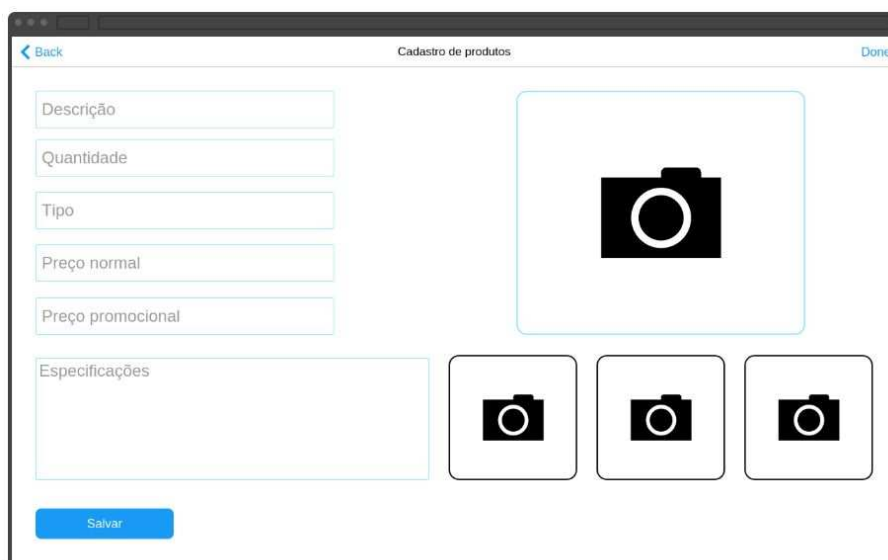 Back
Cadastro de produtos
Done
Descrição
Quantidade
Tipo
Preço normal
Preço promocional
Especificações
Salvar